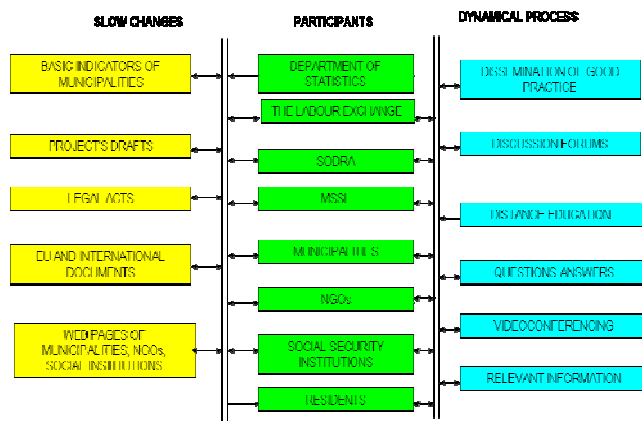 SLOW CHANGES
PARTICIPANTS
DYNAMICAL PROCESS
BASIC INDICATORS OF
MUNICIPALITIES
PROJECT'S DRAFTS
LEGAL ACTS
EU AND INTERNATIONAL
DOCUMENTS
WEB PAGES OF
MUNICIPALITIES, NGOs,
SOCIAL INSTITUTIONS
DEPARTMENT OF
STATISTICS
THE LABOUR EXCHANGE
SODRA
MSSL
MUNICIPALITIES
NGOs
SOCIAL SECURITY
INSTITUTIONS
RESIDENTS
DISSEMINATION OF GOOD
PRACTICE
DISCUSSION FORUMS
DISTANCE EDUCATION
QUESTIONS ANSWERS
VIDEOCONFERENCING
RELEVANT INFORMATION